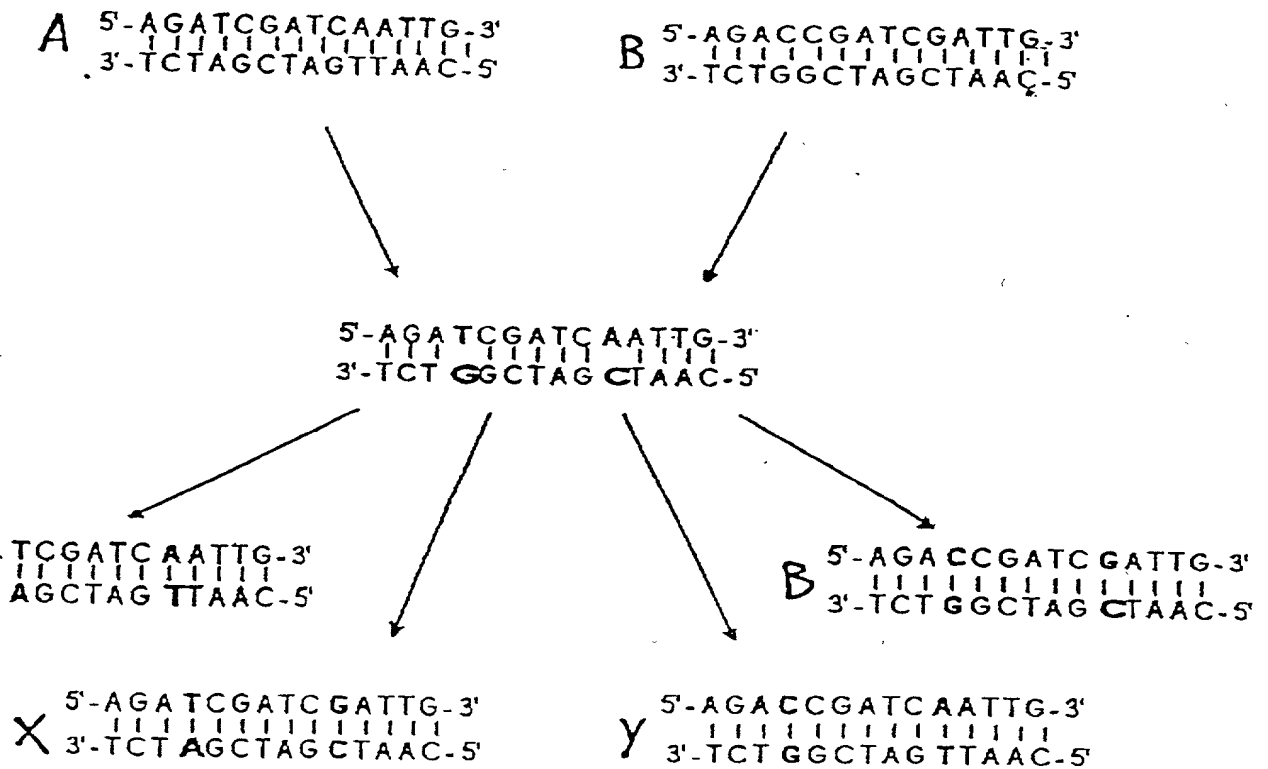 A 5'-AGATCGATCAATTG-3'
3'-TCTAGCTAGTTAAC-5'
B 5'-AGACCGATCGATTG-3'
3'-TCTGGCTAGCTAAC-5'
5'-AGATCGATCAATTG-3'
3'-TCTGGCTAGCTAAC-5'
TCGATCAATTG-3'
AGCTAGTTAAC-5'
B 5'-AGACCGATCGATTG-3'
3'-TCTGGCTAGCTAAC-5'
X 5'-AGATCGATCGATTG-3'
3'-TCTAGCTAGCTAAC-5'
Y 5'-AGACCGATCAATTG-3'
3'-TCTGGCTAGTTAAC-5'